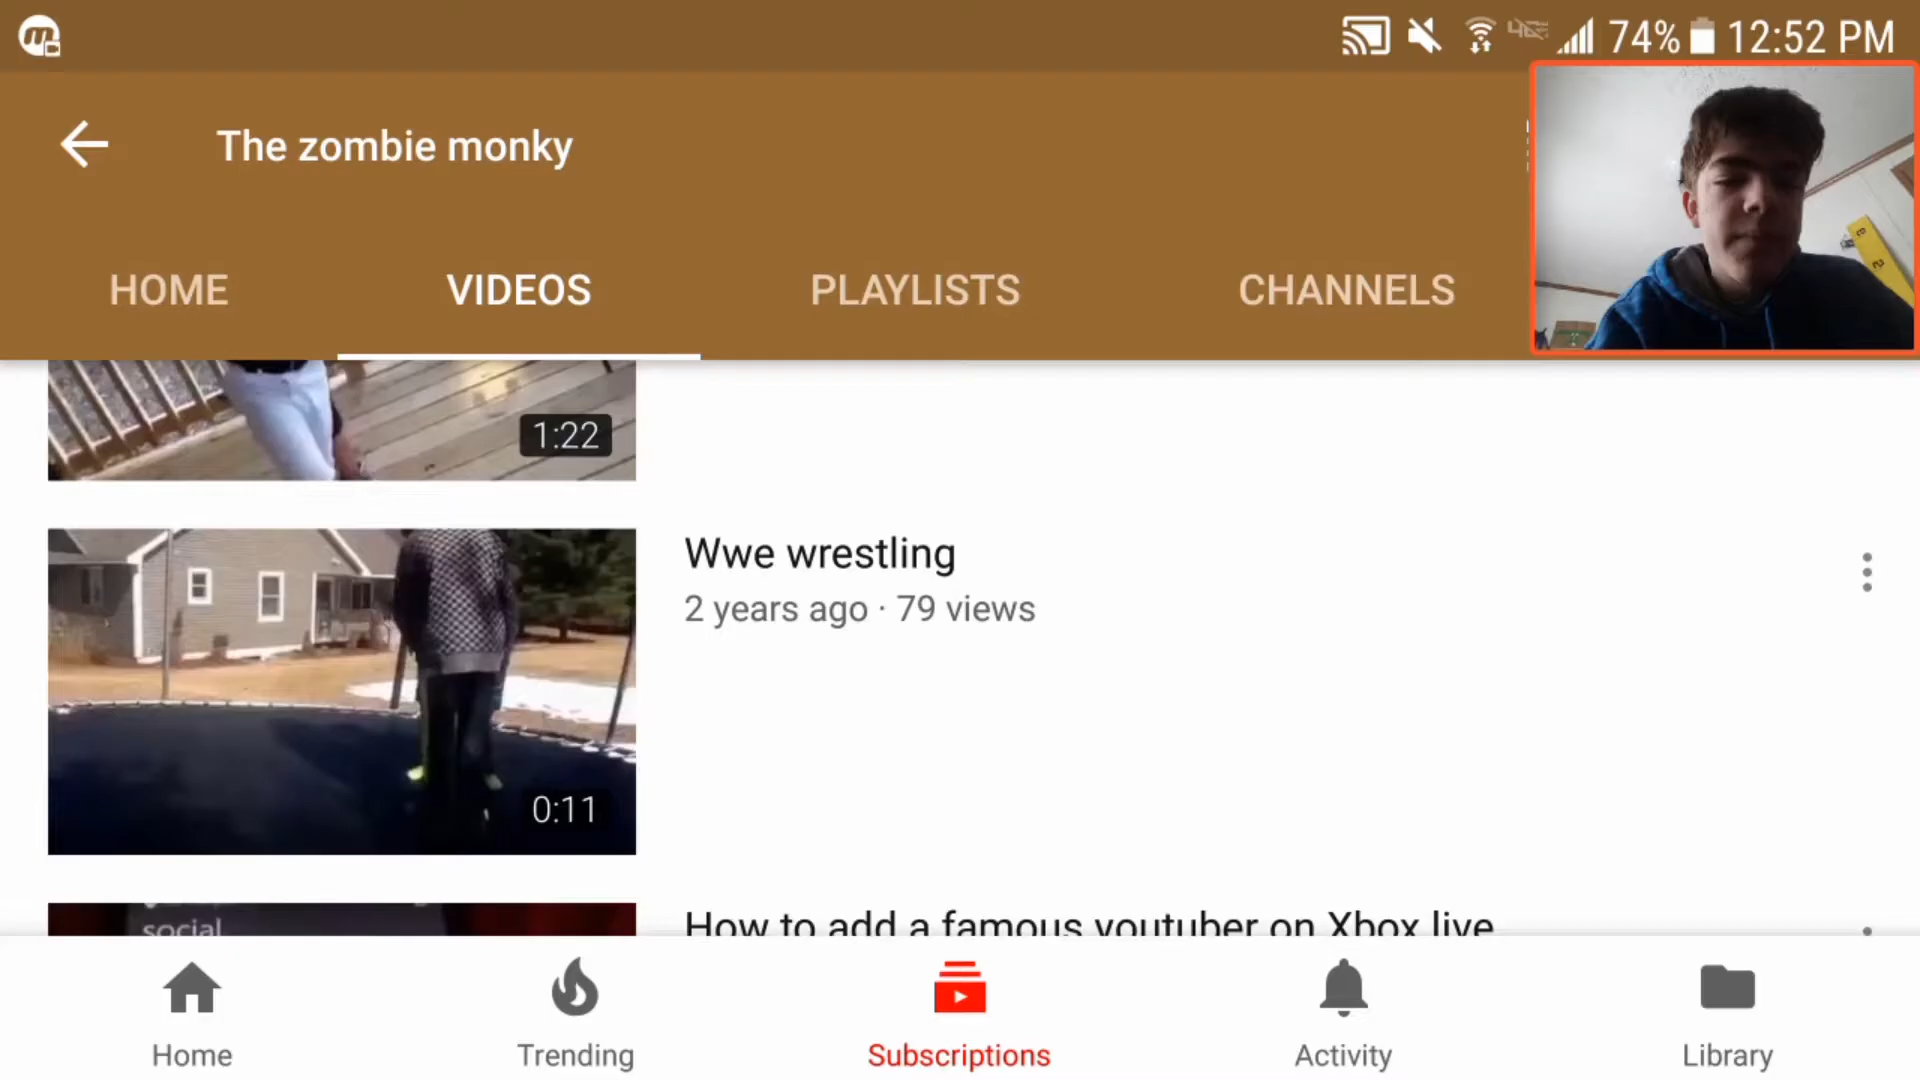 74% 12:52 PM
The zombie monky
HOME VIDEOS PLAYLISTS CHANNELS
1:22
Wwe wrestling
2 years ago · 79 views
0:11
social
How to add a famous youtuber on Xbox live
Home Trending Subscriptions Activity Library